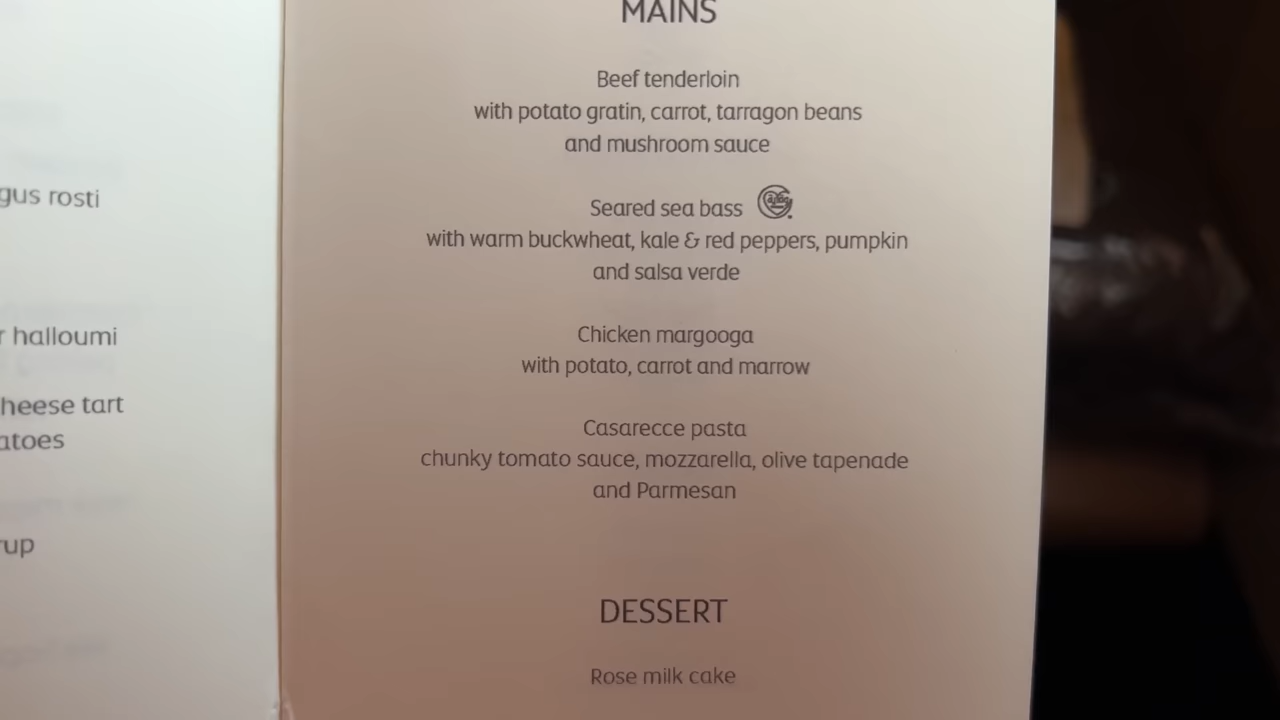 gus rosti
halloumi
heese tart
atoes
rup
MAINS
Beef tenderloin
with potato gratin, carrot, tarragon beans
and mushroom sauce
Seared sea bass
with warm buckwheat, kale & red peppers, pumpkin
and salsa verde
Chicken margooga
with potato, carrot and marrow
Casarecce pasta
chunky tomato sauce, mozzarella, olive tapenade
and Parmesan
DESSERT
Rose milk cake